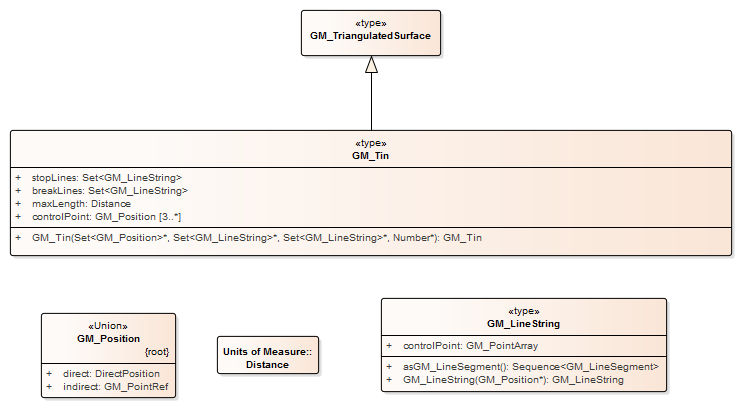 «type»
GM_TriangulatedSurface
«type»
GM_Tin
+ stopLines: Set<GM_LineString>
+ breakLines: Set<GM_LineString>
+ maxLength: Distance
+ controlPoint: GM_Position [3..*]
+ GM_Tin(Set<GM_Position>*, Set<GM_LineString>*, Set<GM_LineString>*, Number*): GM_Tin
«Union»
GM_Position
{root}
+ direct: DirectPosition
+ indirect: GM_PointRef
Units of Measure::
Distance
«type»
GM_LineString
+ controlPoint: GM_PointArray
+ asGM_LineSegment(): Sequence<GM_LineSegment>
+ GM_LineString(GM_Position*): GM_LineString